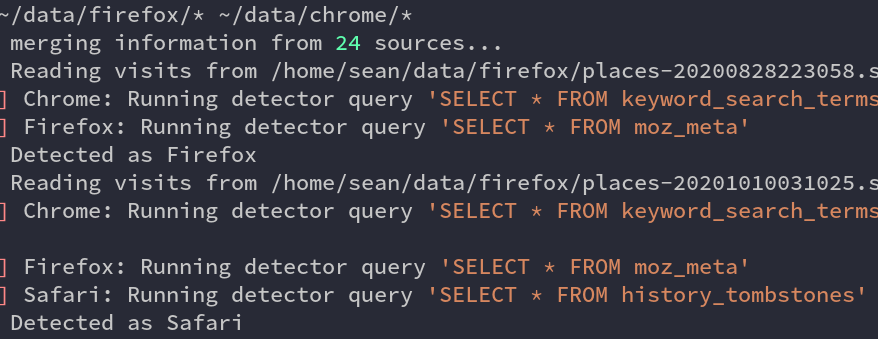 ~/data/firefox/* ~/data/chrome/*
merging information from 24 sources...
Reading visits from /home/sean/data/firefox/places-20200828223058.s
] Chrome: Running detector query 'SELECT * FROM keyword_search_terms
] Firefox: Running detector query 'SELECT * FROM moz_meta'
Detected as Firefox
Reading visits from /home/sean/data/firefox/places-20201010031025.s
] Chrome: Running detector query 'SELECT * FROM keyword_search_terms
] Firefox: Running detector query 'SELECT * FROM moz_meta'
] Safari: Running detector query 'SELECT * FROM history_tombstones'
Detected as Safari